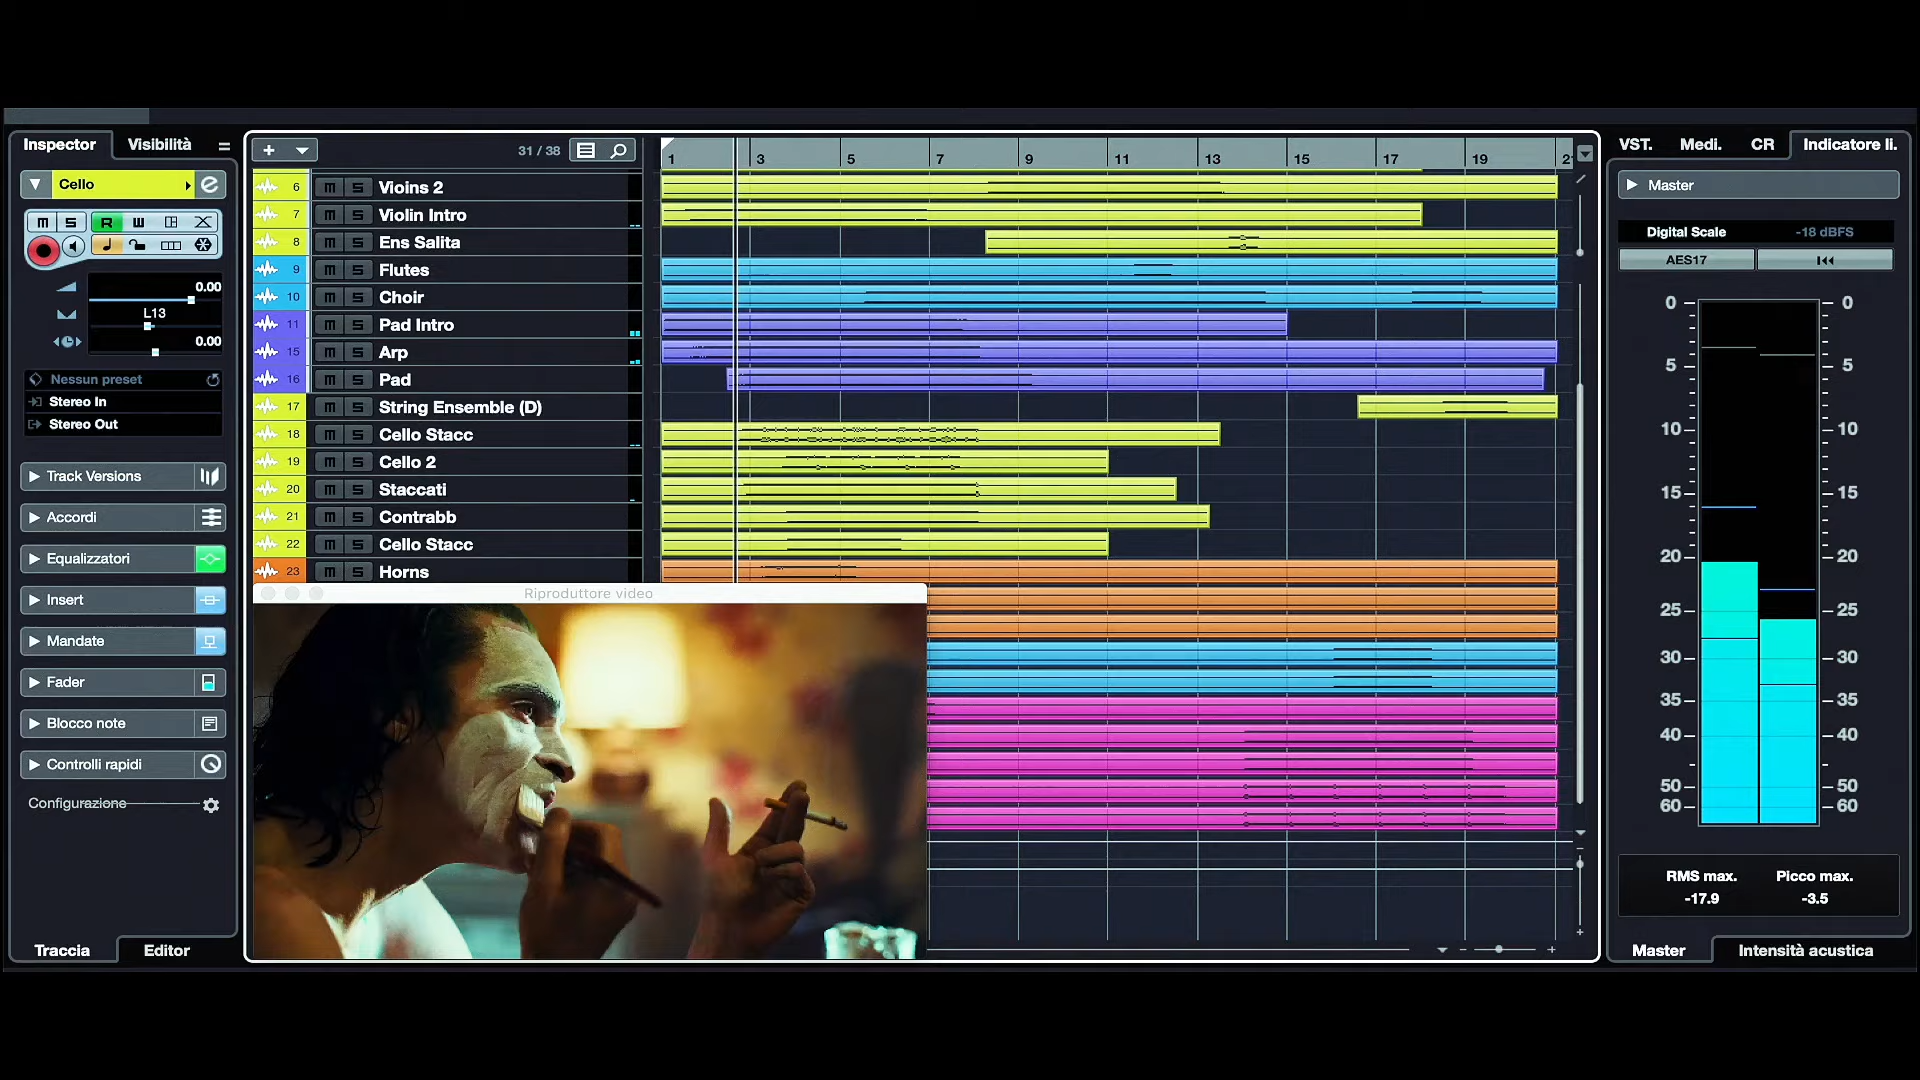 Inspector Visibilità
Cello
M S R W
0.00
L13
0.00
Nessun preset
Stereo In
Stereo Out
Track Versions
Accordi
Equalizzatori
Insert
Mandate
Fader
Blocco note
Controlli rapidi
Configurazione
Traccia Editor
31 / 38
1 3 5 7 9 11 13 15 17 19
6 m S Vioins 2
7 m S Violin Intro
8 m S Ens Salita
9 m S Flutes
10 m S Choir
11 m S Pad Intro
15 m S Arp
16 m S Pad
17 m S String Ensemble (D)
18 m S Cello Stacc
19 m S Cello 2
20 m S Staccati
21 m S Contrabb
22 m S Cello Stacc
23 m S Horns
Riproduttore video
VST. Medi. CR Indicatore li.
Master
Digital Scale -18 dBFS
AES17
0 0
5 5
10 10
15 15
20 20
25 25
30 30
35 35
40 40
50 50
60 60
RMS max. Picco max.
-17.9 -3.5
Master Intensità acustica